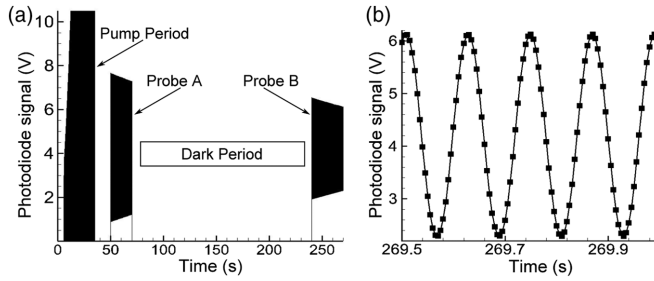 (a)
Photodiode signal (V)
10
8
6
4
2
0 50 100 150 200 250
Time (s)
Pump Period
Probe A
Probe B
Dark Period
(b)
Photodiode signal (V)
6
5
4
3
269.5 269.7 269.9
Time (s)